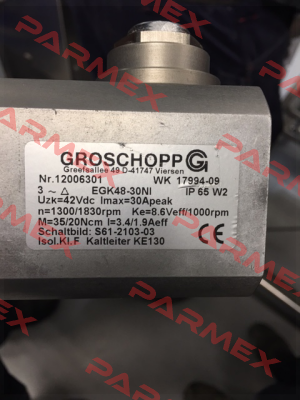 GROSCHOPP G
Greefsallee 49 D-41747 Viersen
Nr.12006301 WK 17994-09
3 ~ △ EGK48-30NI IP 65 W2
Uzk=42Vdc Imax=30Apeak
n=1300/1830rpm Ke=8.6Veff/1000rpm
M=35/20Ncm I=3.4/1.9Aeff
Schaltbild: S61-2103-03
Isol.Kl.F Kaltleiter KE130
PARMEX
PARMEX
PARMEX
PARMEX
PARMEX